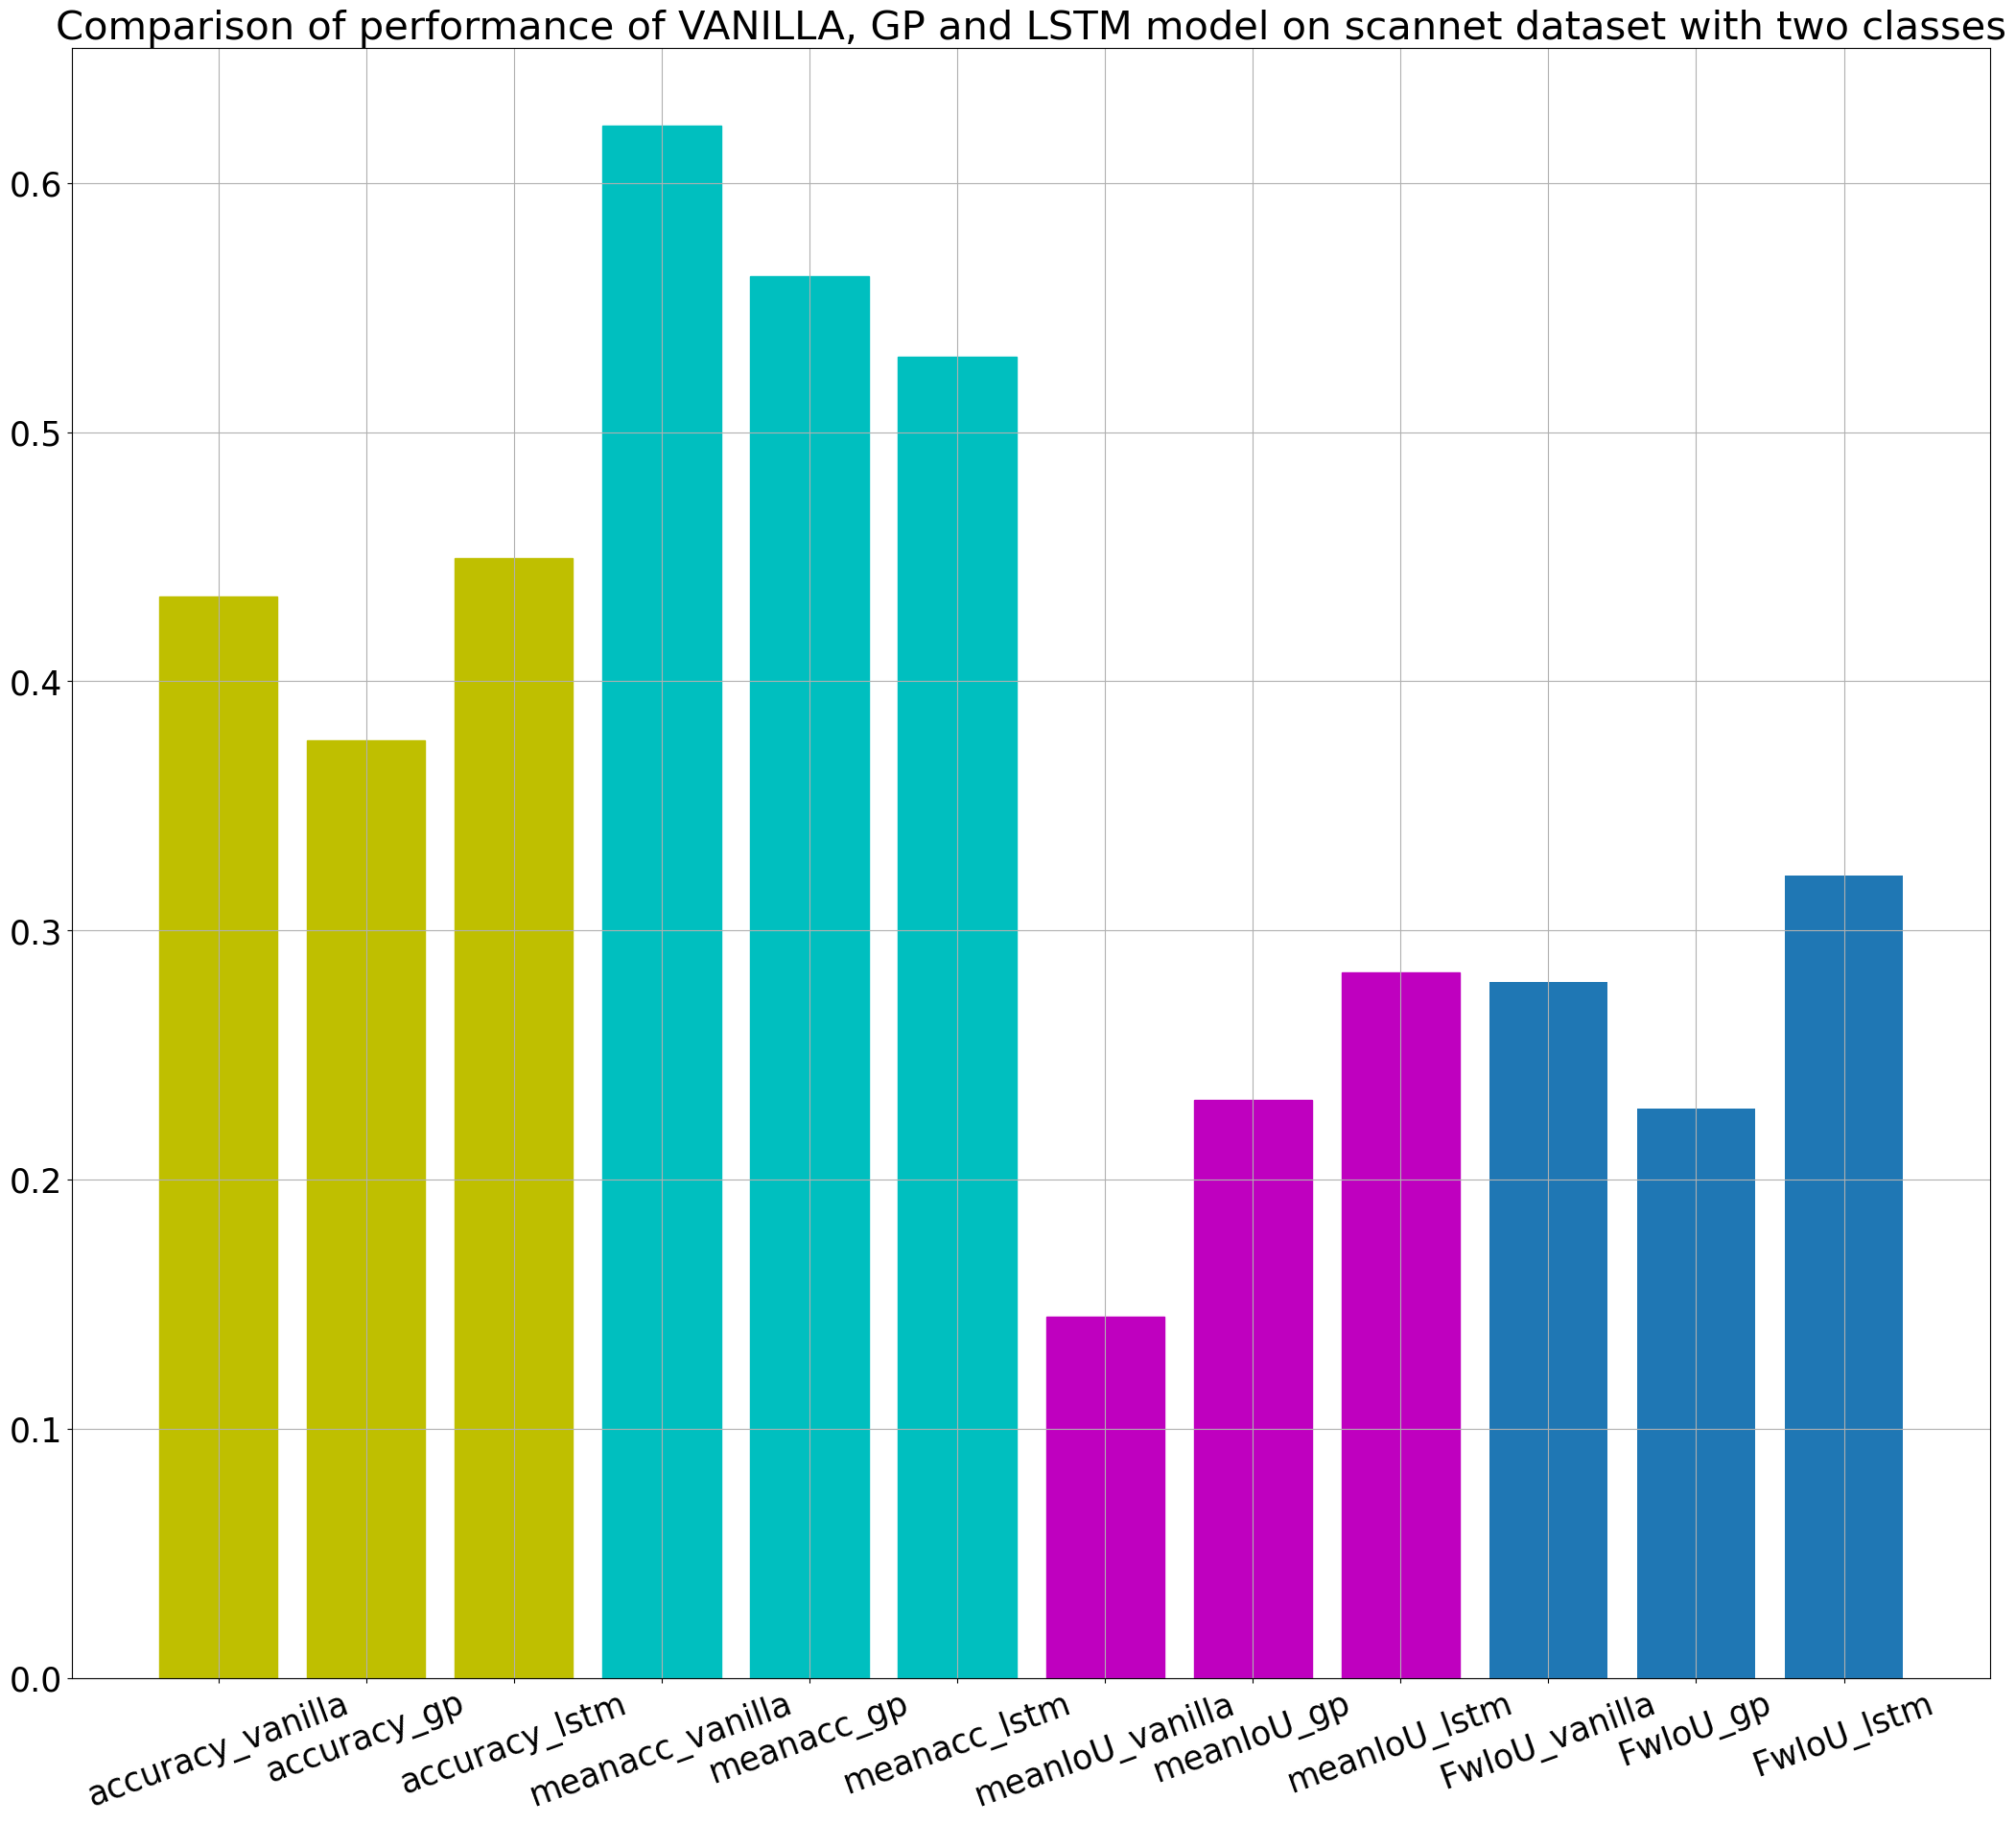 Comparison of performance of VANILLA, GP and LSTM model on scannet dataset with two classes
0.6
0.5
0.4
0.3
0.2
0.1
0.0
accuracy_vanilla
accuracy_gp
accuracy_lstm
meanacc_vanilla
meanacc_gp
meanacc_lstm
meanIoU_vanilla
meanIoU_gp
meanIoU_lstm
FwIoU_vanilla
FwIoU_gp
FwIoU_lstm